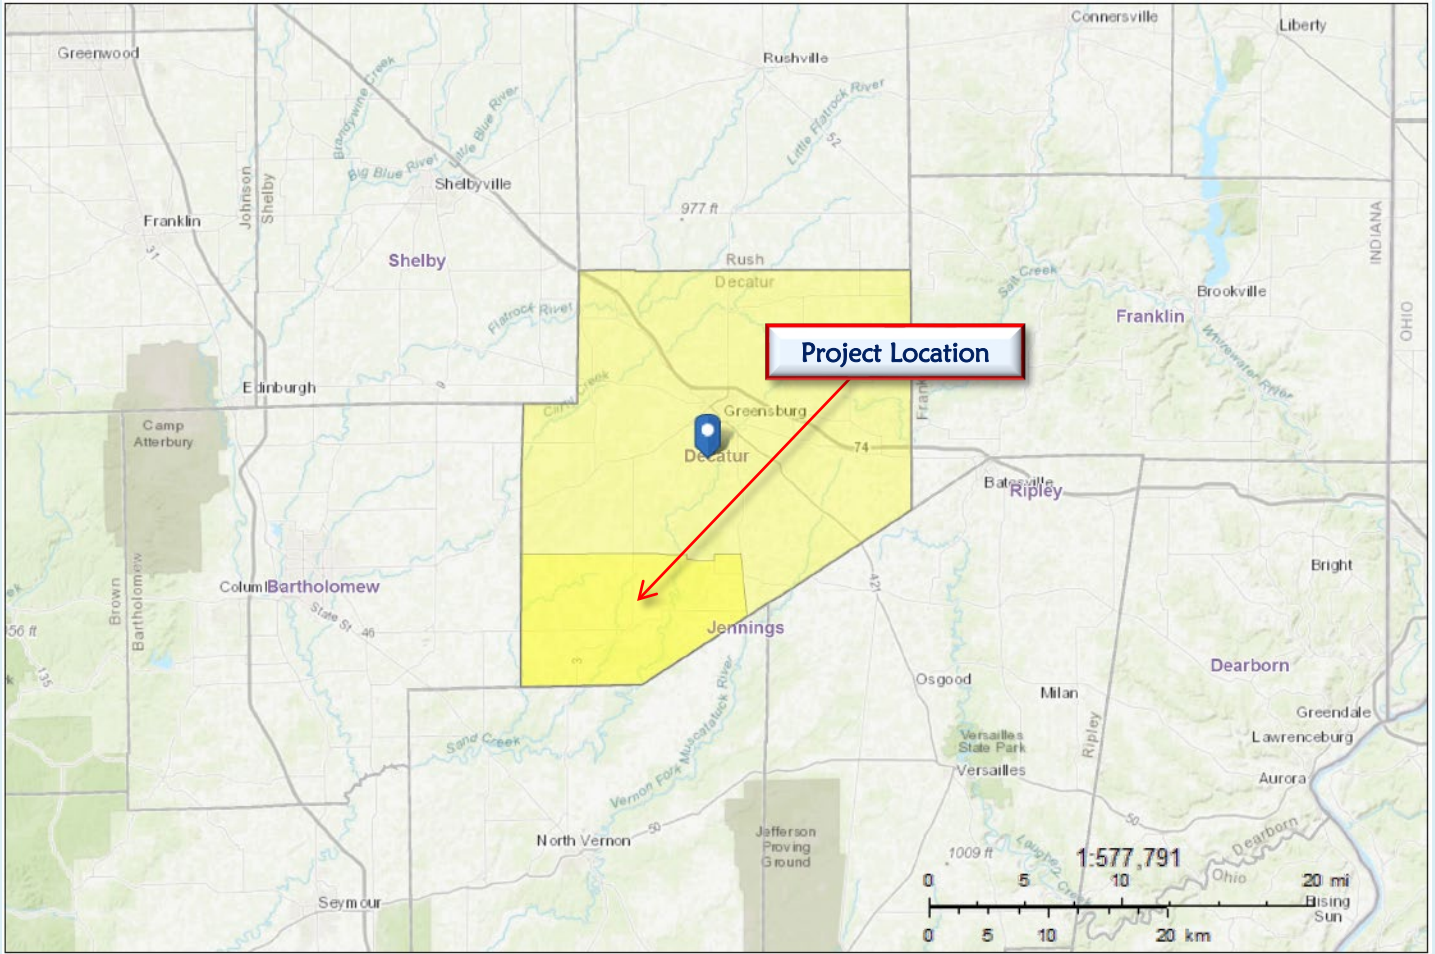 Connersville
Liberty
Greenwood
Rushville
Brandywine Creek
Little Blue River
Little Flatrock River
52
Big Blue River
Shelbyville
Johnson
Shelby
977 ft
Franklin
31
INDIANA
OHIO
Shelby
Rush
Decatur
Salt Creek
Brookville
Flatrock River
Franklin
Whitewater River
Project Location
Edinburgh
9
Clifty Creek
Greensburg
Camp
Atterbury
74
Decatur
Batesville
Ripley
Brown
Bartholomew
Bartholomew
State St
46
421
Bright
56 ft
Jennings
3
135
Dearborn
Osgood
Milan
Greendale
Lawrenceburg
Sand Creek
Vernon Fork Muscatatuck River
Versailles
State Park
Versailles
Ripley
Aurora
North Vernon
50
Jefferson
Proving
Ground
50
Dearborn
Ohio
1009 ft
Laughery Creek
1:577,791
0 5 10 20 mi
Rising
Sun
0 5 10 20 km
Seymour